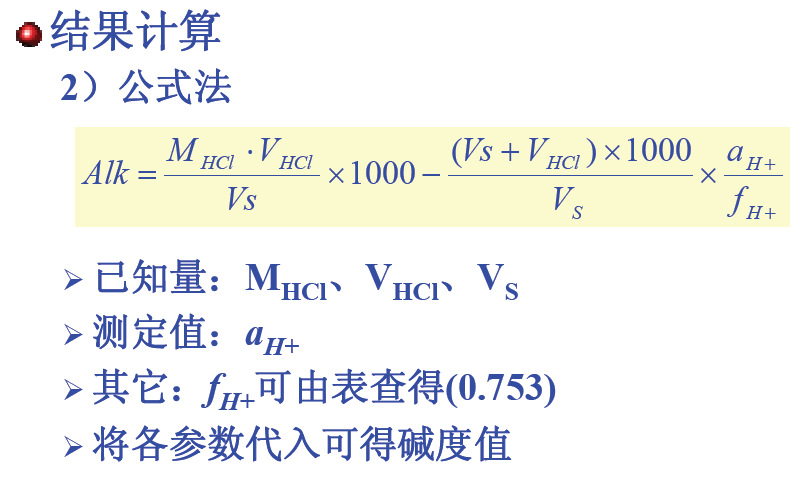 结果计算
2）公式法
Alk = \frac{M_{HCl} \cdot V_{HCl}}{Vs} \times 1000 - \frac{(Vs + V_{HCl}) \times 1000}{V_S} \times \frac{a_{H+}}{f_{H+}}
已知量：M_{HCl}、V_{HCl}、V_S
测定值：a_{H+}
其它：f_{H+}可由表查得(0.753)
将各参数代入可得碱度值